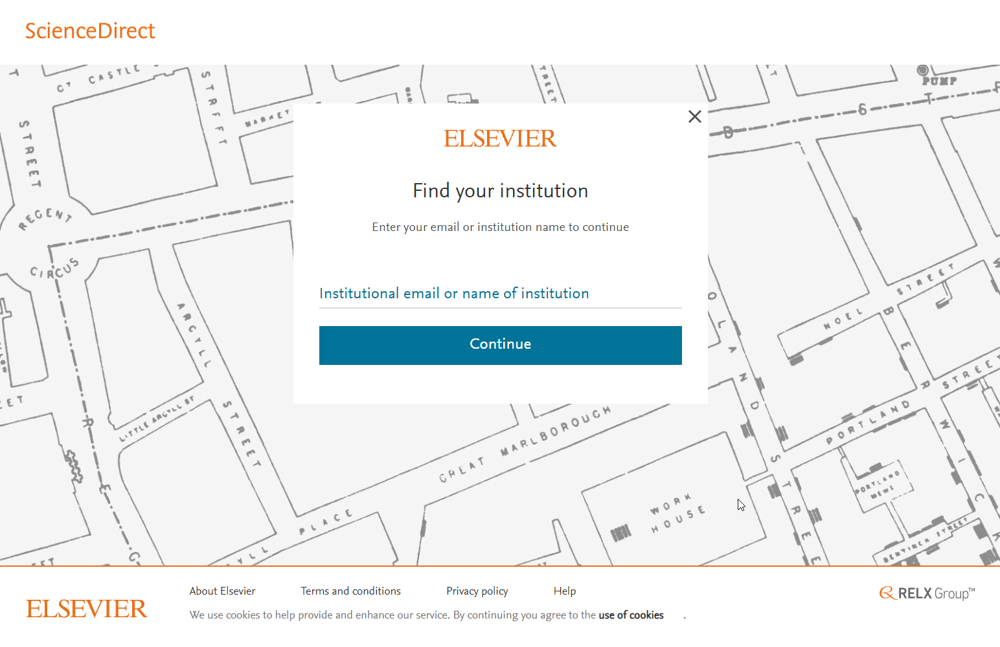 ScienceDirect
GT CASTLE
STREET
MARKET
STREET
STREET
PUMP
REGENT
CIRCUS
ELSEVIER
Find your institution
Enter your email or institution name to continue
Institutional email or name of institution
Continue
ARGYLL
STREET
LITTLE ARGYLL ST
GREAT MARLBOROUGH
PLACE
WORK
HOUSE
NOEL
STREET
PORTLAND
STREET
PORTLAND
MEWS
BENTINCK STREET
About Elsevier
Terms and conditions
Privacy policy
Help
RELX Group™
ELSEVIER
We use cookies to help provide and enhance our service. By continuing you agree to the use of cookies .